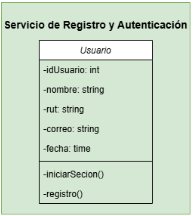 Servicio de Registro y Autenticación
Usuario
-idUsuario: int
-nombre: string
-rut: string
-correo: string
-fecha: time
-iniciarSecion()
-registro()